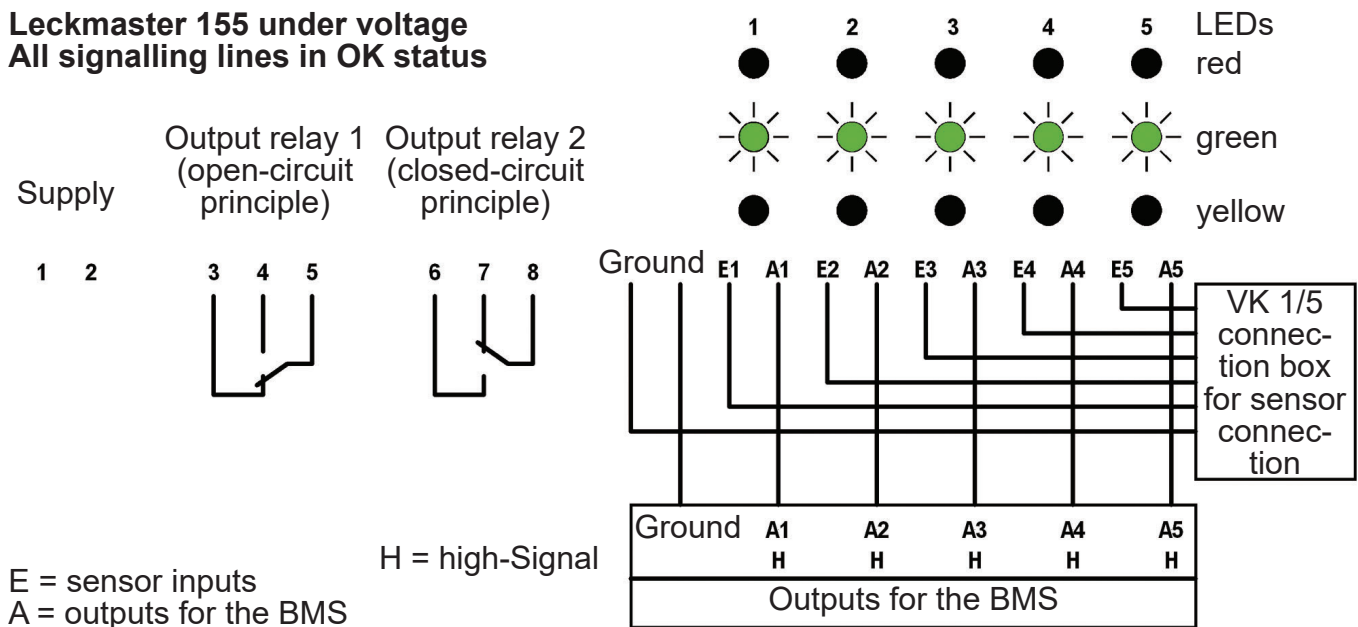 Leckmaster 155 under voltage
All signalling lines in OK status
1 2 3 4 5 LEDs
red
green
yellow
Supply
Output relay 1
(open-circuit
principle)
Output relay 2
(closed-circuit
principle)
1 2
3 4 5
6 7 8
Ground E1 A1 E2 A2 E3 A3 E4 A4 E5 A5
VK 1/5
connec-
tion box
for sensor
connec-
tion
Ground A1 A2 A3 A4 A5
H H H H H
Outputs for the BMS
H = high-Signal
E = sensor inputs
A = outputs for the BMS